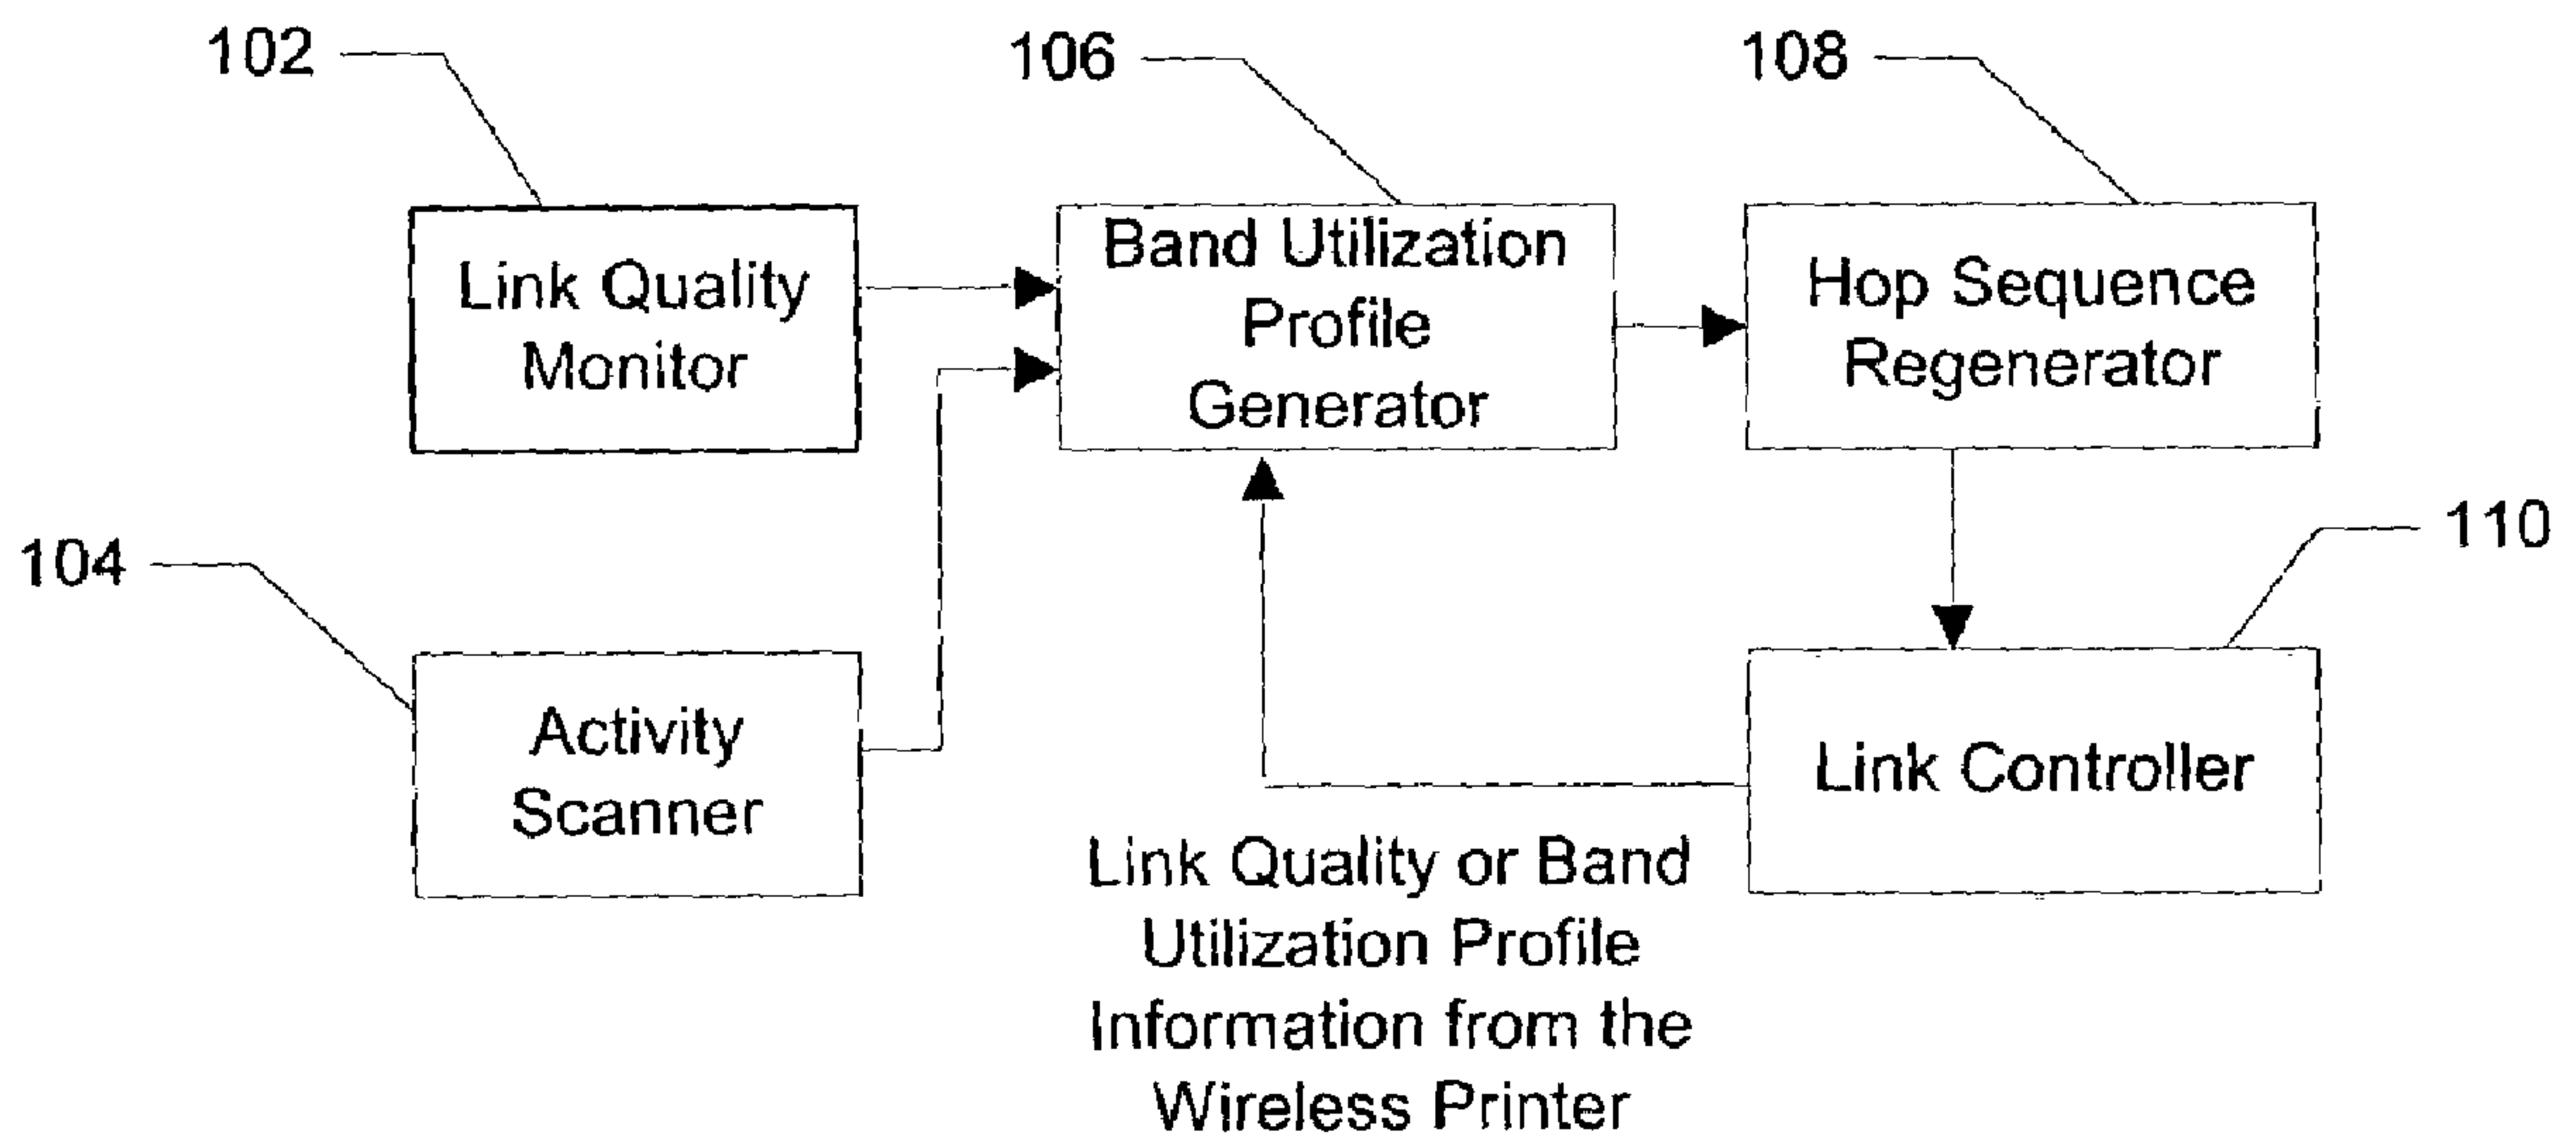 102
106
108
Link Quality
Monitor
Band Utilization
Profile
Generator
Hop Sequence
Regenerator
104
110
Activity
Scanner
Link Controller
Link Quality or Band
Utilization Profile
Information from the
Wireless Printer